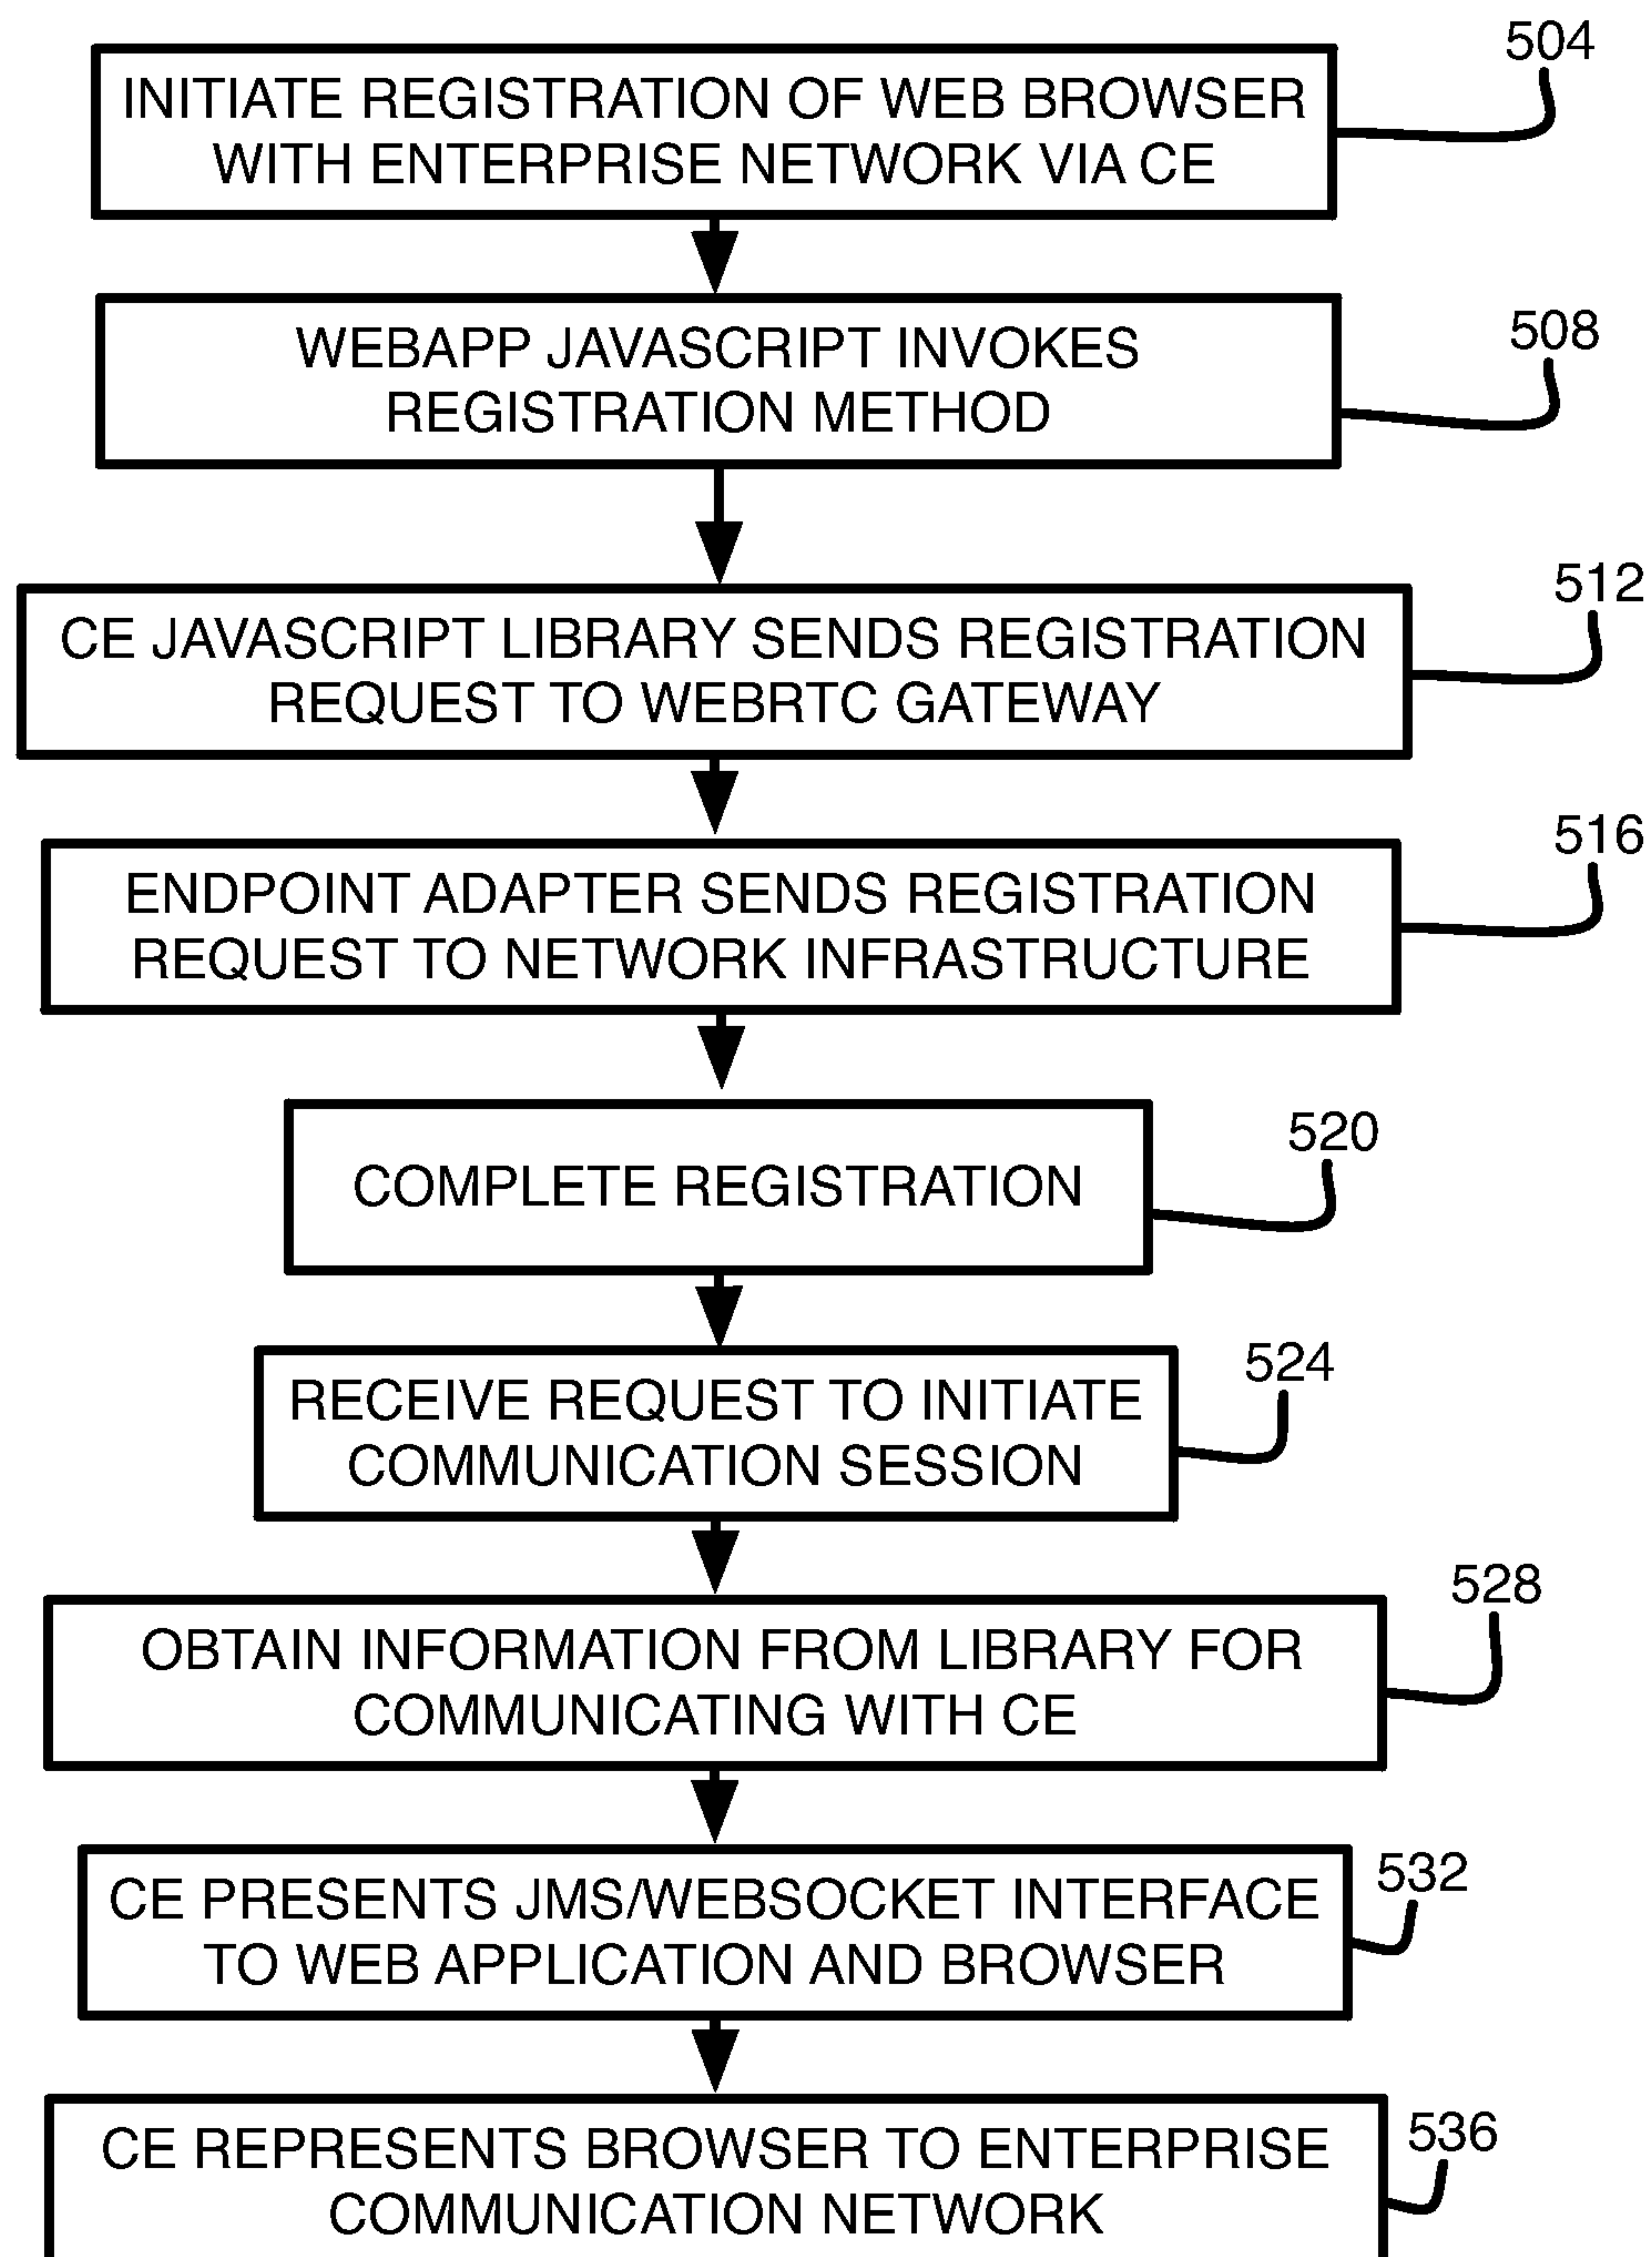 504
INITIATE REGISTRATION OF WEB BROWSER
WITH ENTERPRISE NETWORK VIA CE
508
WEBAPP JAVASCRIPT INVOKES
REGISTRATION METHOD
512
CE JAVASCRIPT LIBRARY SENDS REGISTRATION
REQUEST TO WEBRTC GATEWAY
516
ENDPOINT ADAPTER SENDS REGISTRATION
REQUEST TO NETWORK INFRASTRUCTURE
520
COMPLETE REGISTRATION
524
RECEIVE REQUEST TO INITIATE
COMMUNICATION SESSION
528
OBTAIN INFORMATION FROM LIBRARY FOR
COMMUNICATING WITH CE
532
CE PRESENTS JMS/WEBSOCKET INTERFACE
TO WEB APPLICATION AND BROWSER
536
CE REPRESENTS BROWSER TO ENTERPRISE
COMMUNICATION NETWORK